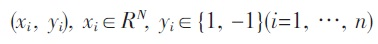 (xᵢ, yᵢ), xᵢ∈Rᴺ, yᵢ∈{1, −1}(i=1, ⋯, n)